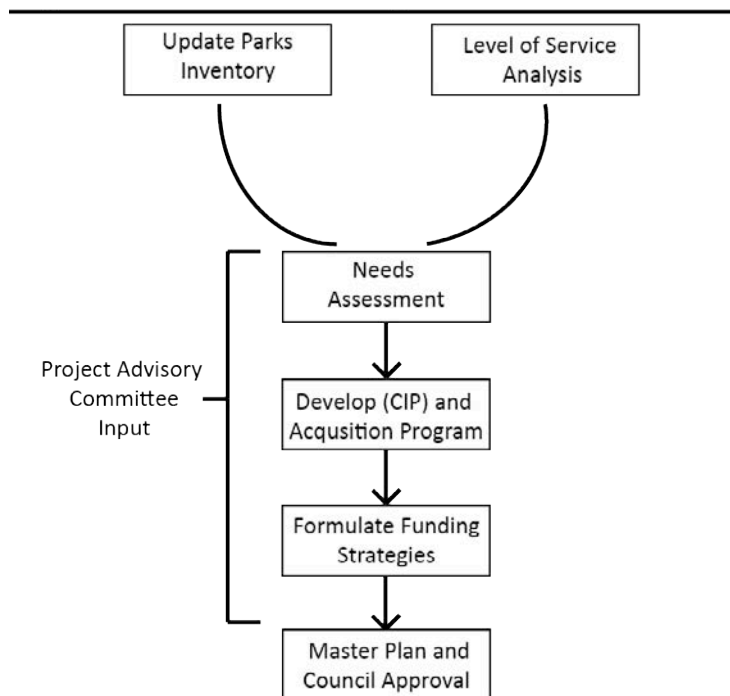 Update Parks
Inventory
Level of Service
Analysis
Needs
Assessment
Project Advisory
Committee
Input
Develop (CIP) and
Acqusition Program
Formulate Funding
Strategies
Master Plan and
Council Approval